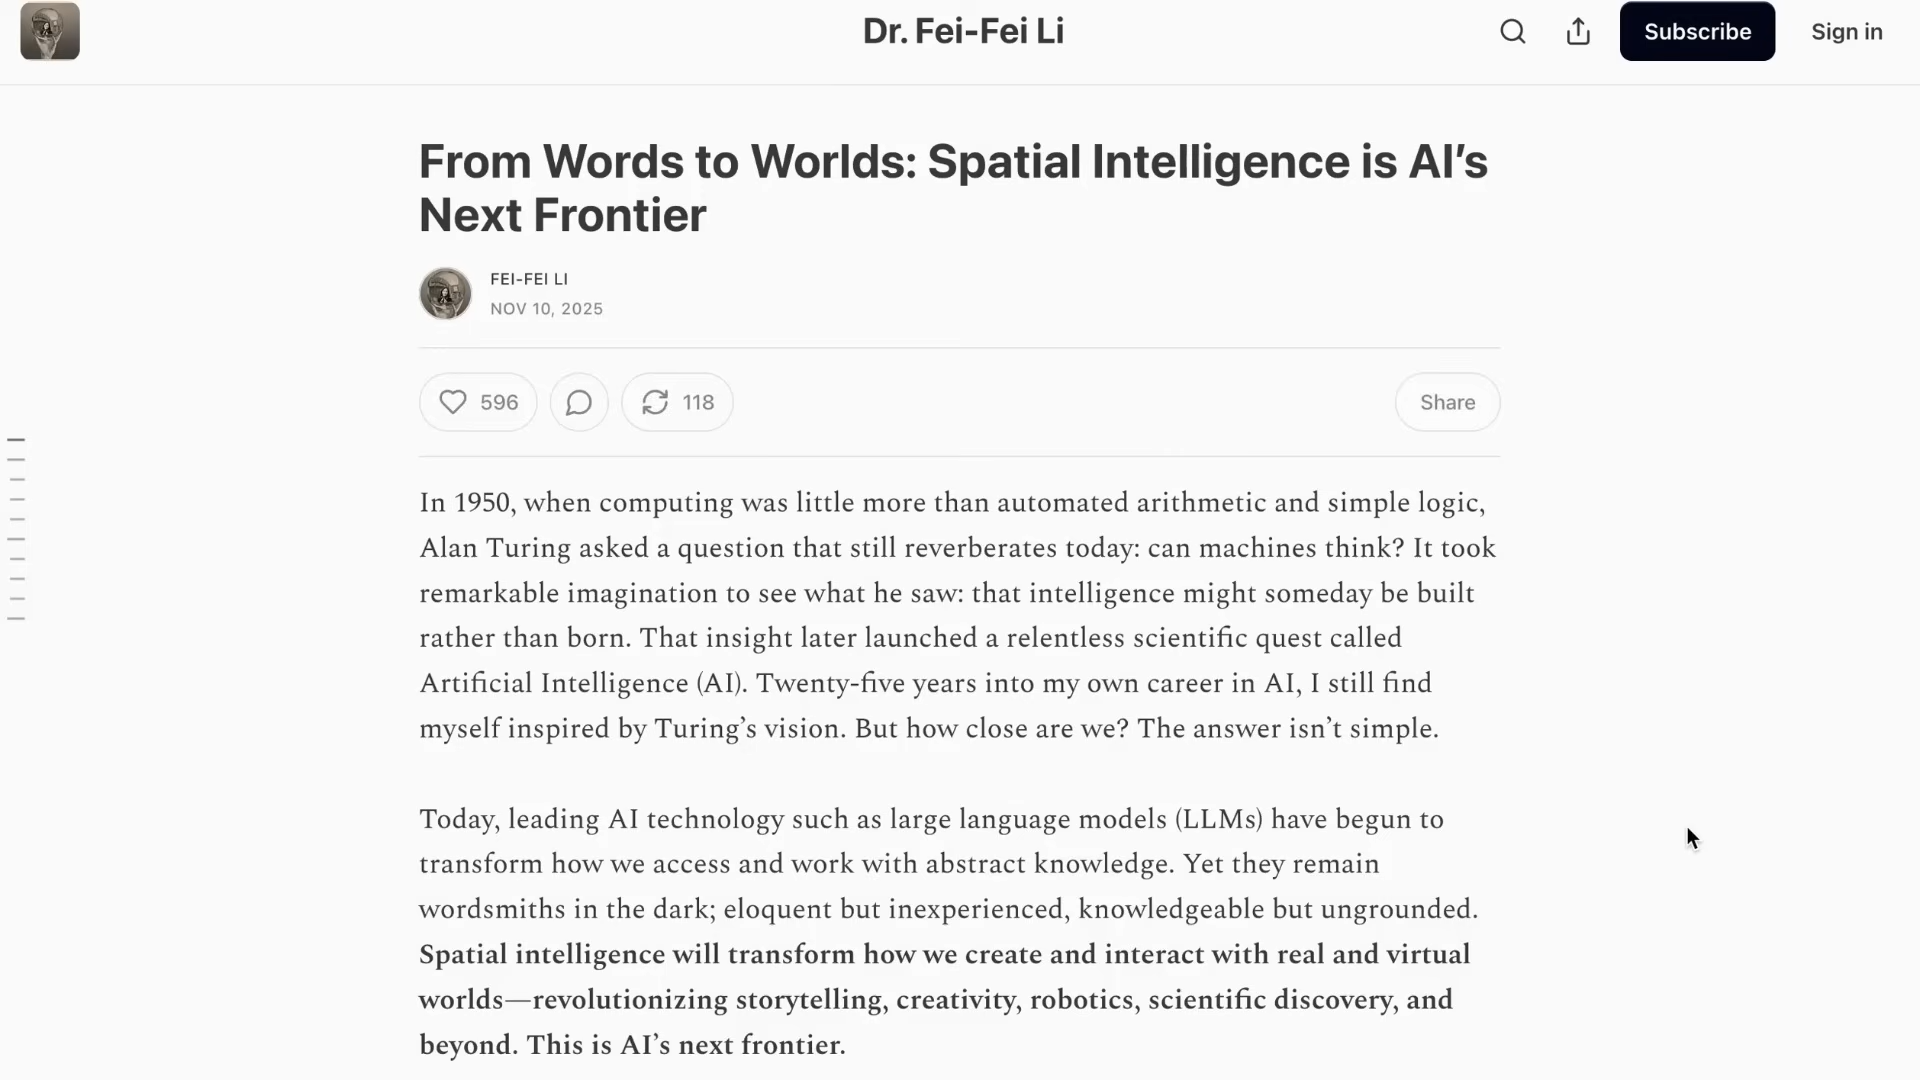 Dr. Fei-Fei Li
Subscribe
Sign in
From Words to Worlds: Spatial Intelligence is AI’s
Next Frontier
FEI-FEI LI
NOV 10, 2025
596
118
Share
In 1950, when computing was little more than automated arithmetic and simple logic,
Alan Turing asked a question that still reverberates today: can machines think? It took
remarkable imagination to see what he saw: that intelligence might someday be built
rather than born. That insight later launched a relentless scientific quest called
Artificial Intelligence (AI). Twenty-five years into my own career in AI, I still find
myself inspired by Turing’s vision. But how close are we? The answer isn’t simple.
Today, leading AI technology such as large language models (LLMs) have begun to
transform how we access and work with abstract knowledge. Yet they remain
wordsmiths in the dark; eloquent but inexperienced, knowledgeable but ungrounded.
Spatial intelligence will transform how we create and interact with real and virtual
worlds—revolutionizing storytelling, creativity, robotics, scientific discovery, and
beyond. This is AI’s next frontier.